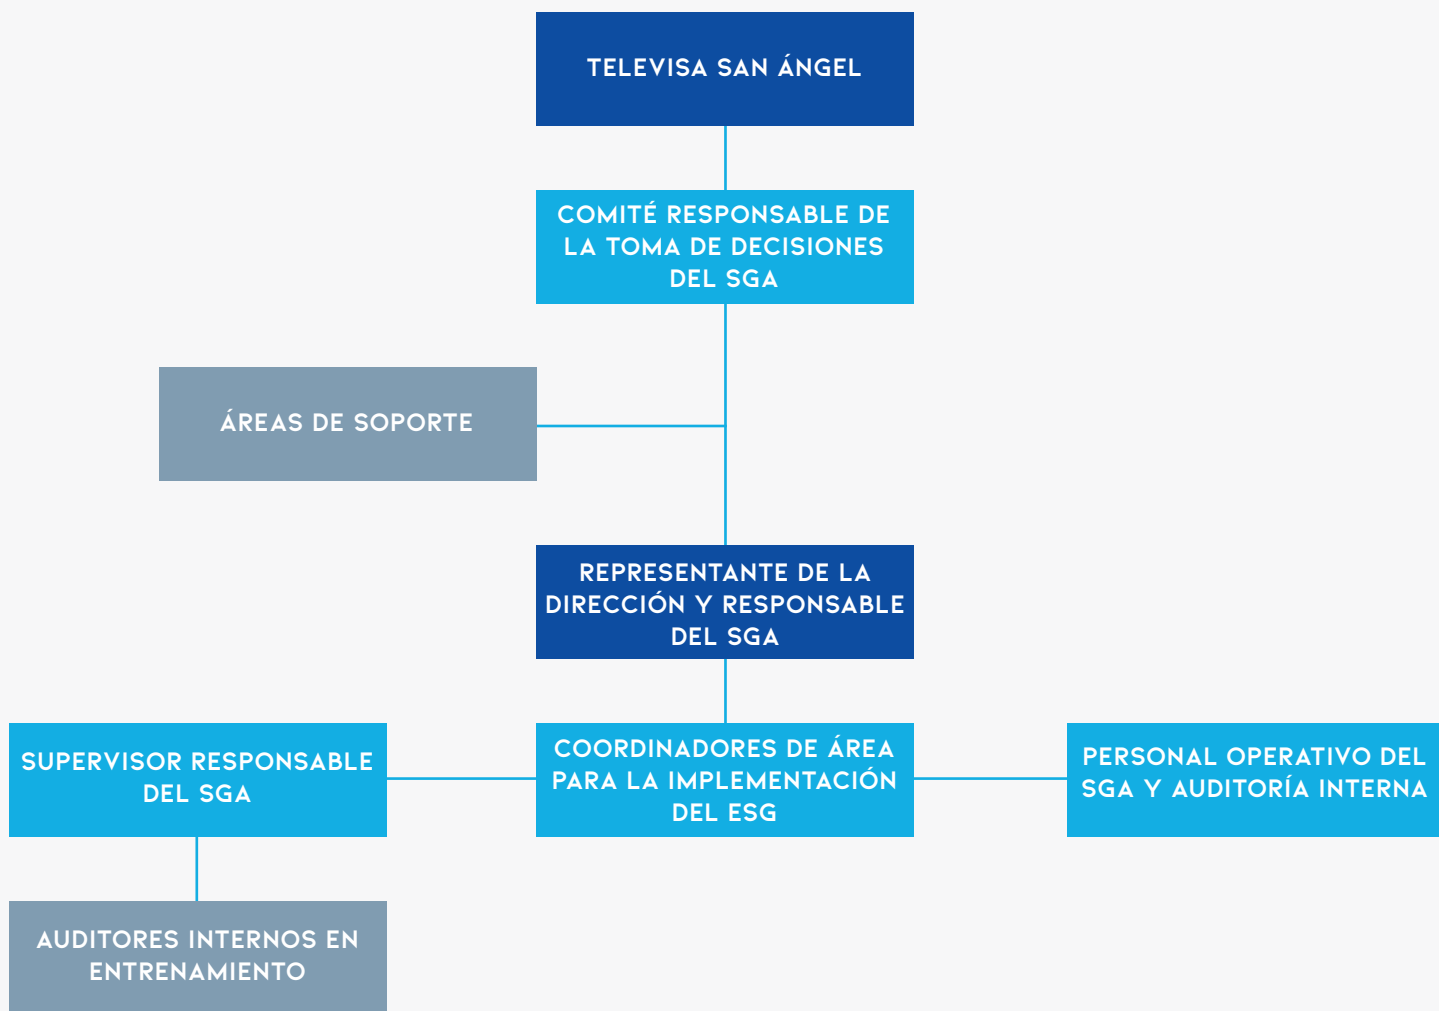 TELEVISA SAN ÁNGEL
COMITÉ RESPONSABLE DE
LA TOMA DE DECISIONES
DEL SGA
ÁREAS DE SOPORTE
REPRESENTANTE DE LA
DIRECCIÓN Y RESPONSABLE
DEL SGA
SUPERVISOR RESPONSABLE
DEL SGA
COORDINADORES DE ÁREA
PARA LA IMPLEMENTACIÓN
DEL ESG
PERSONAL OPERATIVO DEL
SGA Y AUDITORÍA INTERNA
AUDITORES INTERNOS EN
ENTRENAMIENTO